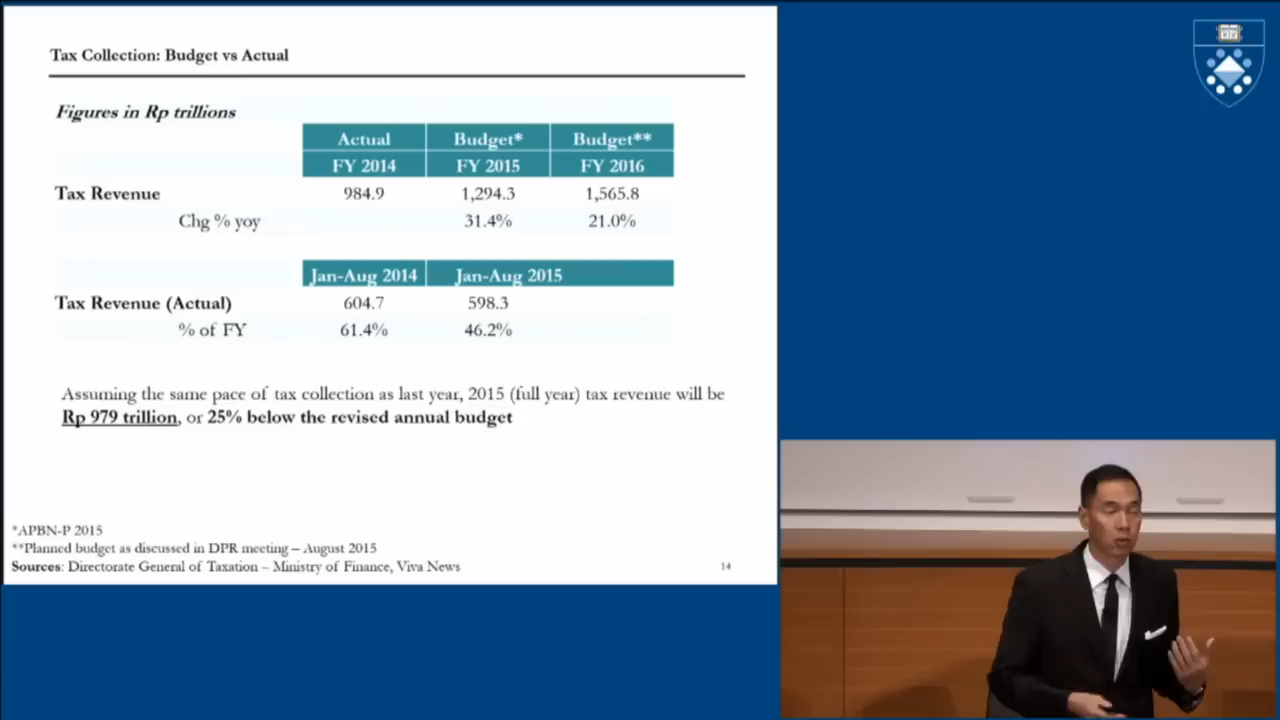 Tax Collection: Budget vs Actual
Figures in Rp trillions
Actual Budget* Budget**
FY 2014 FY 2015 FY 2016
Tax Revenue 984.9 1,294.3 1,565.8
Chg % yoy 31.4% 21.0%
Jan-Aug 2014 Jan-Aug 2015
Tax Revenue (Actual) 604.7 598.3
% of FY 61.4% 46.2%
Assuming the same pace of tax collection as last year, 2015 (full year) tax revenue will be
Rp 979 trillion, or 25% below the revised annual budget
*APBN-P 2015
**Planned budget as discussed in DPR meeting – August 2015
Sources: Directorate General of Taxation – Ministry of Finance, Viva News
14